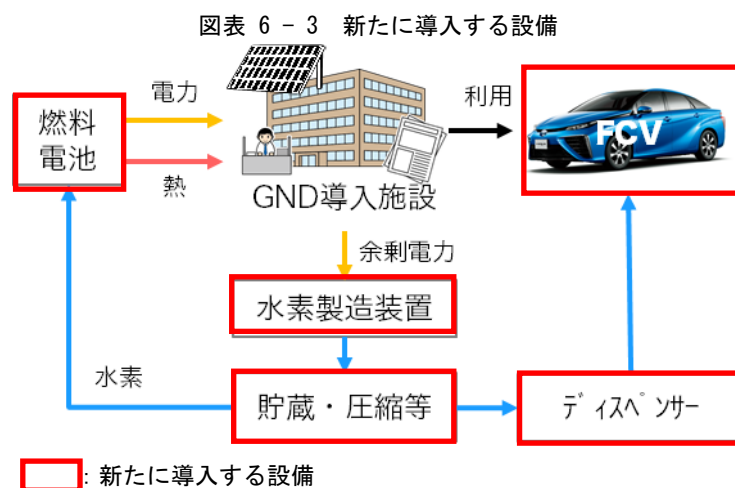 図表 6－3 新たに導入する設備
電力
利用
燃料
電池
FCV
熱
GND導入施設
余剰電力
水素製造装置
水素
貯蔵・圧縮等
ﾃﾞｨｽﾍﾟﾝｻｰ
: 新たに導入する設備